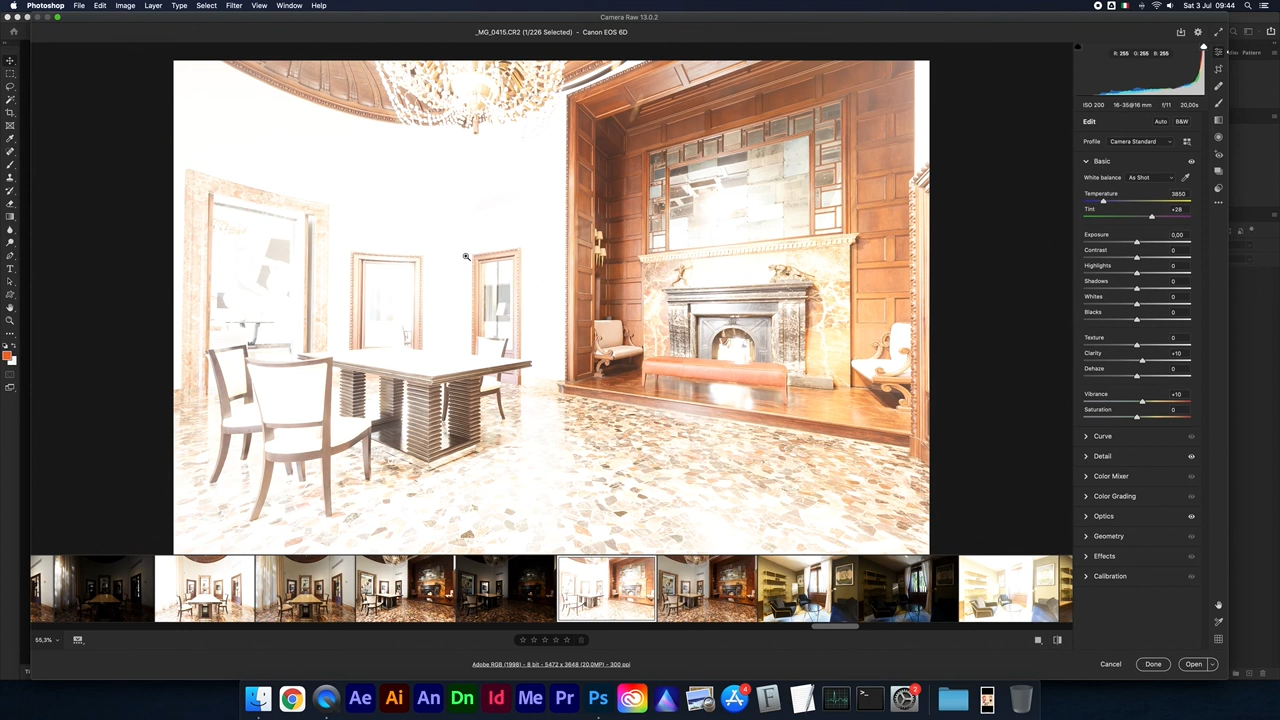 Photoshop File Edit Image Layer Type Select Filter View Window Help
Sat 3 Jul 09:44
Camera Raw 13.0.2
_MG_0415.CR2 (1/226 Selected) - Canon EOS 6D
Pattern
R: 255 G: 255 B: 255
ISO 200 16-35@16 mm f/11 20,00s
Edit Auto B&W
Profile Camera Standard
Basic
White balance As Shot
Temperature 3850
Tint +28
Exposure 0,00
Contrast 0
Highlights 0
Shadows 0
Whites 0
Blacks 0
Texture 0
Clarity +10
Dehaze 0
Vibrance +10
Saturation 0
Curve
Detail
Color Mixer
Color Grading
Optics
Geometry
Effects
Calibration
55,3%
Adobe RGB (1998) - 8 bit - 5472 x 3648 (20.0MP) - 300 ppi
Cancel Done Open
Ae Ai An Dn Id Me Pr Ps 4 F >_ 2